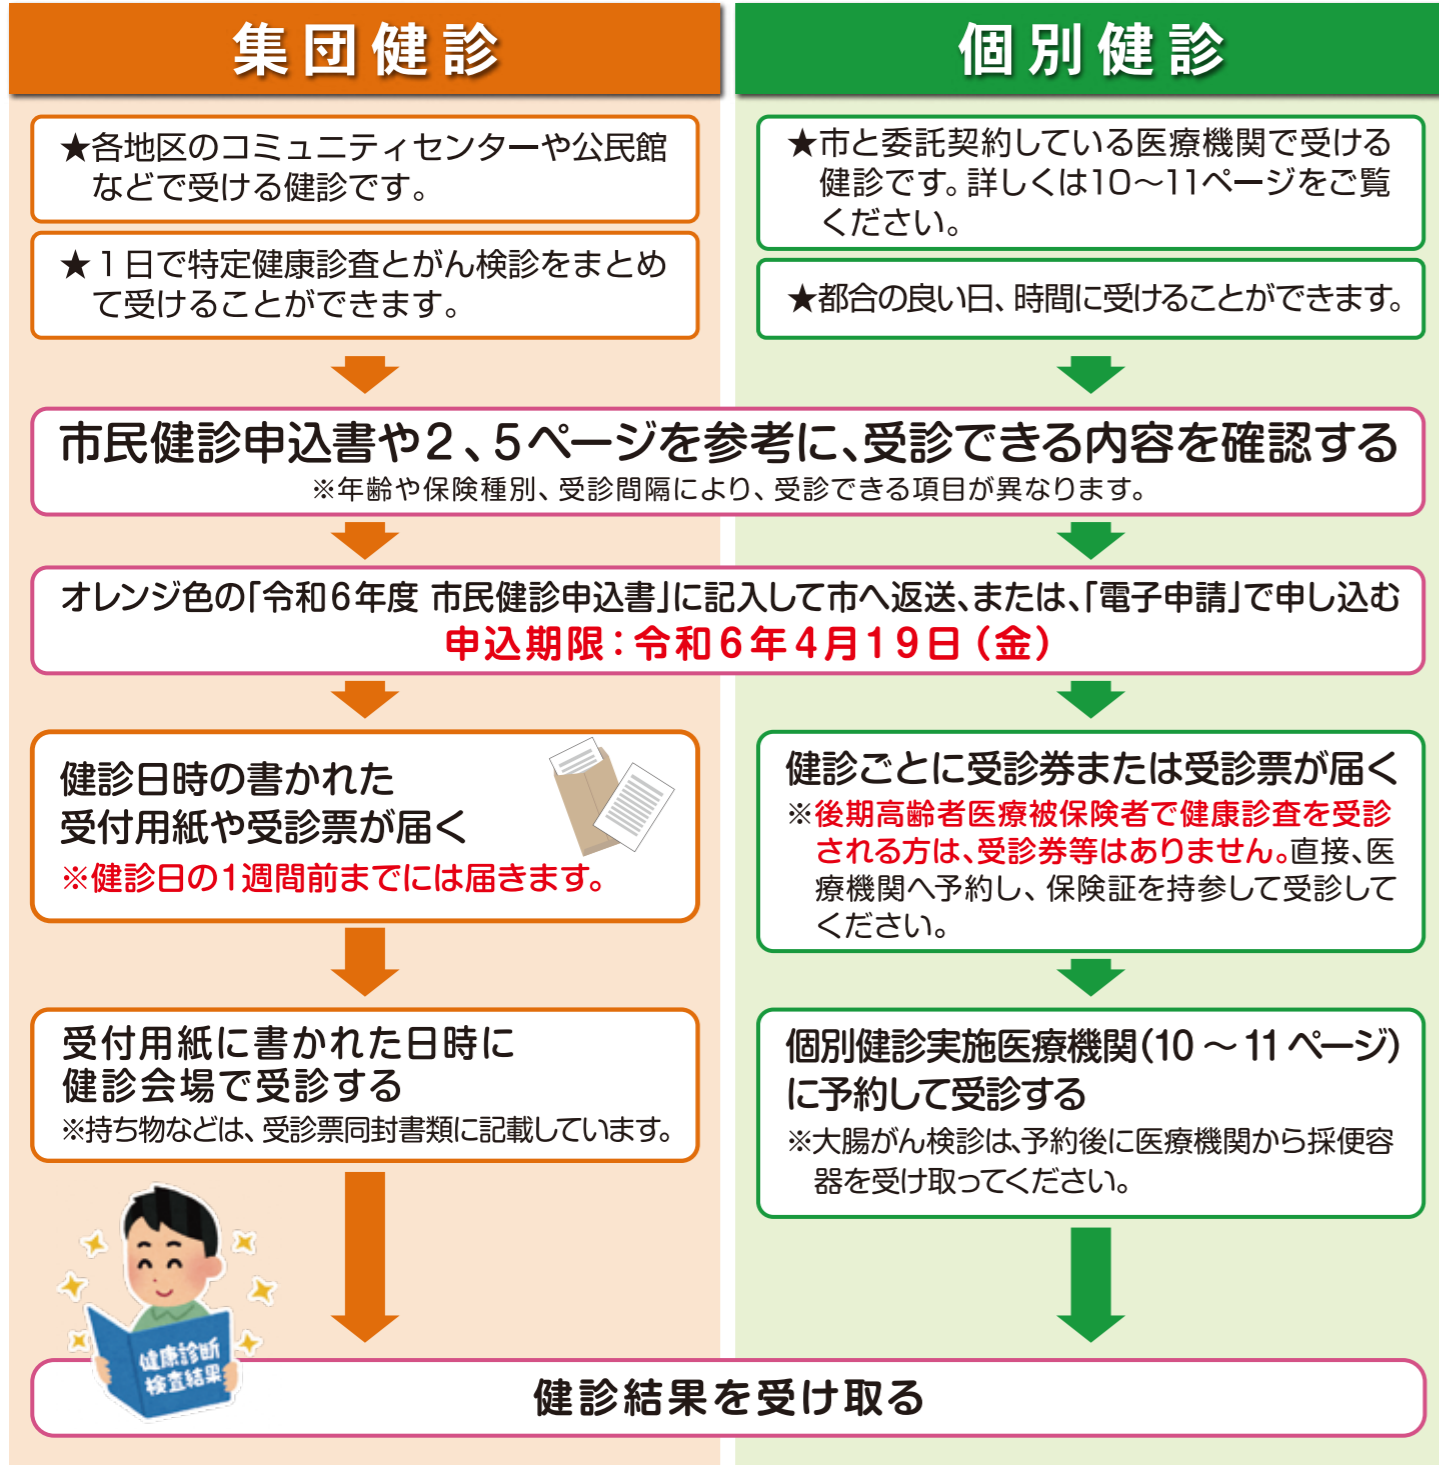 集団健診
★各地区のコミュニティセンターや公民館
などで受ける健診です。
★1日で特定健康診査とがん検診をまとめ
て受けることができます。
個別健診
★市と委託契約している医療機関で受ける
健診です。詳しくは10～11ページをご覧
ください。
★都合の良い日、時間に受けることができます。
市民健診申込書や2、5ページを参考に、受診できる内容を確認する
※年齢や保険種別、受診間隔により、受診できる項目が異なります。
オレンジ色の「令和6年度 市民健診申込書」に記入して市へ返送、または、「電子申請」で申し込む
申込期限：令和6年4月19日（金）
健診日時の書かれた
受付用紙や受診票が届く
※健診日の1週間前までには届きます。
受付用紙に書かれた日時に
健診会場で受診する
※持ち物などは、受診票同封書類に記載しています。
健診ごとに受診券または受診票が届く
※後期高齢者医療被保険者で健康診査を受診
される方は、受診券等はありません。直接、医
療機関へ予約し、保険証を持参して受診して
ください。
個別健診実施医療機関（10～11ページ）
に予約して受診する
※大腸がん検診は、予約後に医療機関から採便容
器を受け取ってください。
健康診断
検査結果
健診結果を受け取る